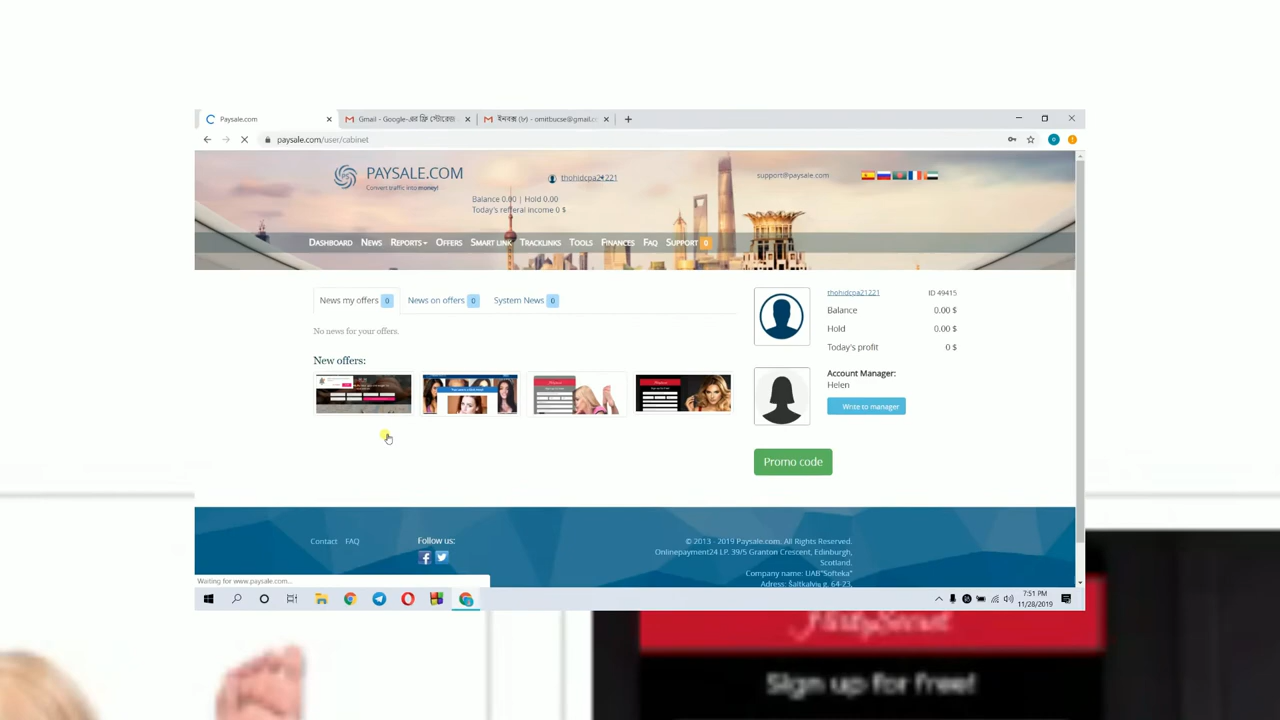 Paysale.com
Gmail - Google-এর ফ্রি স্টোরেজ
ইনবক্স (৮) - omitbucse@gmail.c
paysale.com/user/cabinet
PAYSALE.COM
Convert traffic into money!
thohidcpa21221
support@paysale.com
Balance 0.00 | Hold 0.00
Today's refferal income 0 $
DASHBOARD NEWS REPORTS OFFERS SMART LINK TRACKLINKS TOOLS FINANCES FAQ SUPPORT 0
News my offers 0 News on offers 0 System News 0
No news for your offers.
New offers:
thohidcpa21221 ID 49415
Balance 0.00 $
Hold 0.00 $
Today's profit 0 $
Account Manager:
Helen
Write to manager
Promo code
Contact FAQ
Follow us:
© 2013 - 2019 Paysale.com. All Rights Reserved.
Onlinepayment24 LP. 39/5 Granton Crescent, Edinburgh,
Scotland.
Company name: UAB"Softeka"
Adress: Šaitkalvių g. 64-23,
Waiting for www.paysale.com...
7:51 PM
11/28/2019
Sign up for free!